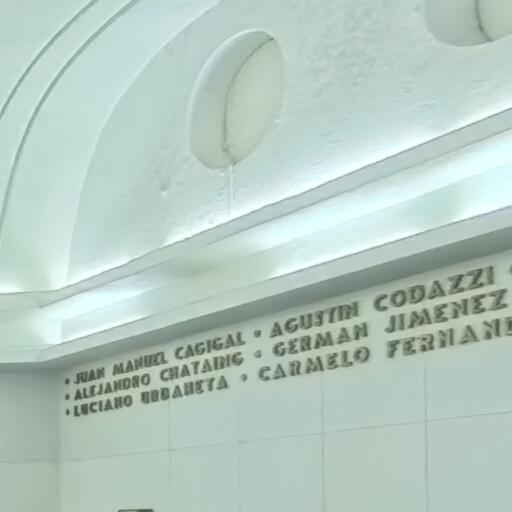 • JUAN MANUEL CAGIGAL • AGUSTIN CODAZZI •
• ALEJANDRO CHATAING • GERMAN JIMENEZ
• LUCIANO URDANETA • CARMELO FERNAND